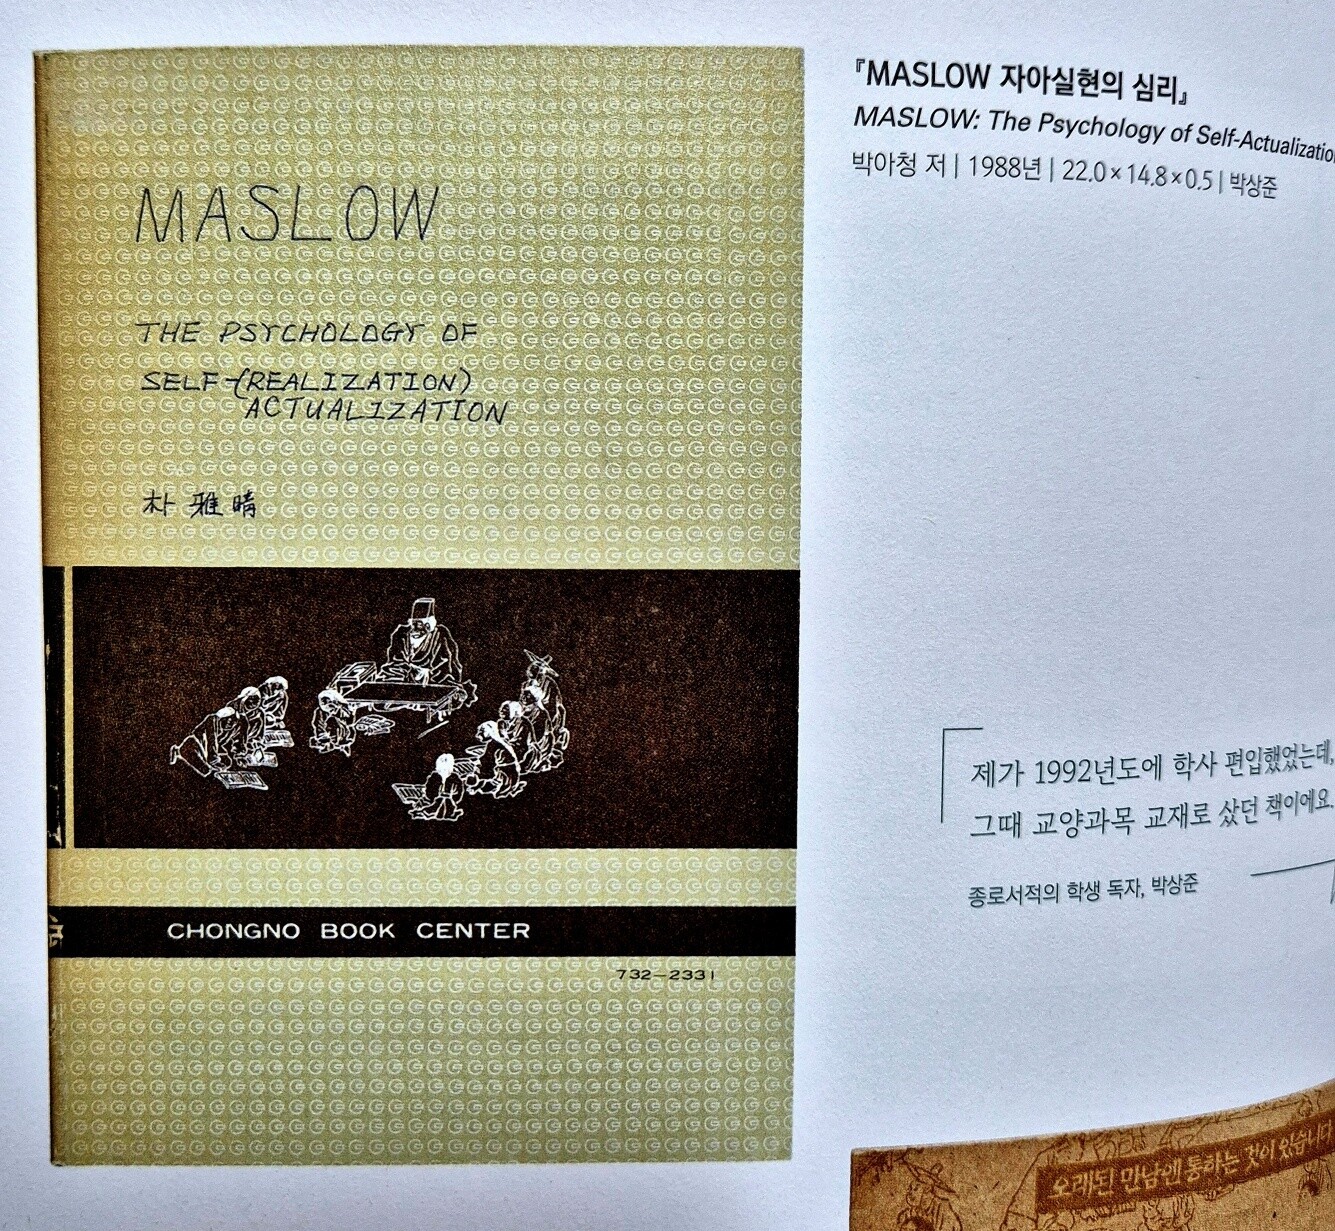 MASLOW
THE PSYCHOLOGY OF
SELF-(REALIZATION)
ACTUALIZATION
朴 雅晴
CHONGNO BOOK CENTER
732-2331
『MASLOW 자아실현의 심리』
MASLOW: The Psychology of Self-Actualization
박아청 저 | 1988년 | 22.0×14.8×0.5 | 박상준
제가 1992년도에 학사 편입했었는데,
그때 교양과목 교재로 샀던 책이에요.
종로서적의 학생 독자, 박상준
오래된 만남엔 통하는 것이 있습니다